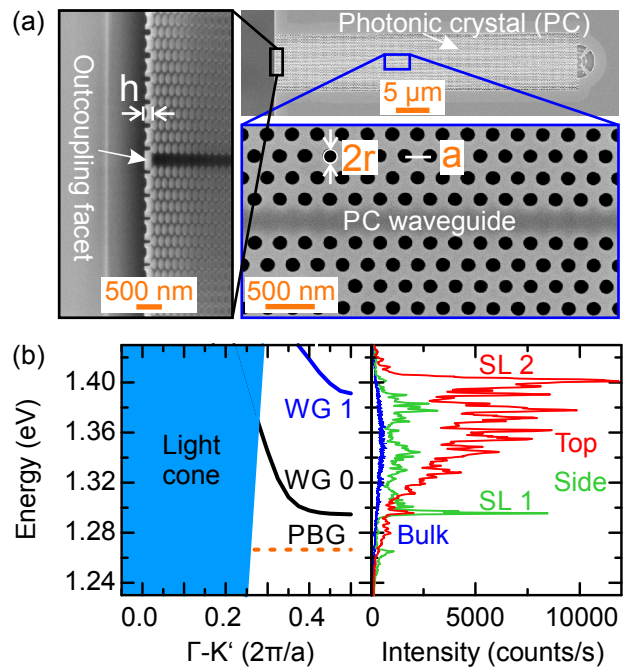 (a)
Photonic crystal (PC)
5 μm
h
Outcoupling
facet
500 nm
2r
a
PC waveguide
500 nm
(b)
Energy (eV)
1.40
1.36
1.32
1.28
1.24
Light
cone
WG 1
WG 0
PBG
0.0 0.2 0.4
Γ-K‘ (2π/a)
SL 2
Top
Side
SL 1
Bulk
0 5000 10000
Intensity (counts/s)